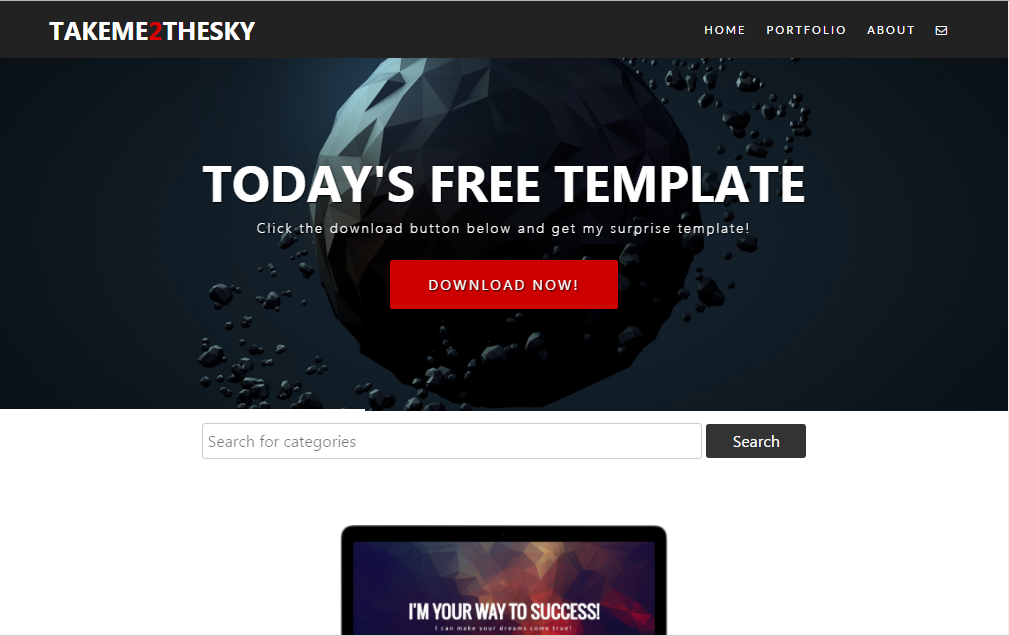 TAKEME2THESKY
HOME PORTFOLIO ABOUT
TODAY'S FREE TEMPLATE
Click the download button below and get my surprise template!
DOWNLOAD NOW!
Search for categories Search
I'M YOUR WAY TO SUCCESS!
I can make your dreams come true!